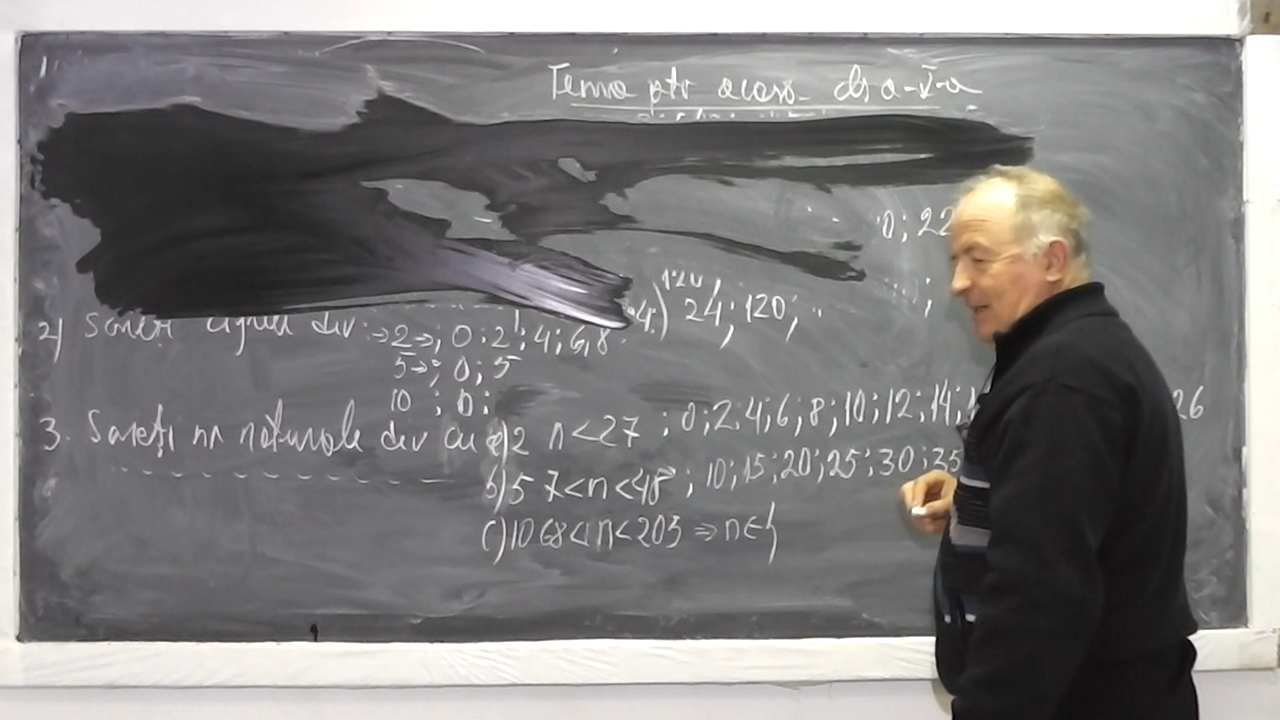 Tema ptr acasă cls a-V-a
0; 22
120,
4;) 24; 120;
2) Scrieți cifrele div :→2→; 0; 2; 4; 6; 8
5→; 0; 5
10 ; 0;
3. Scrieți nr naturale div cu a) 2 n<27 ; 0; 2; 4; 6; 8; 10; 12; 14; 26
b) 5 7<n<48 ; 10; 15; 20; 25; 30; 35
c) 10 68<n<203 ⇒ n∈{